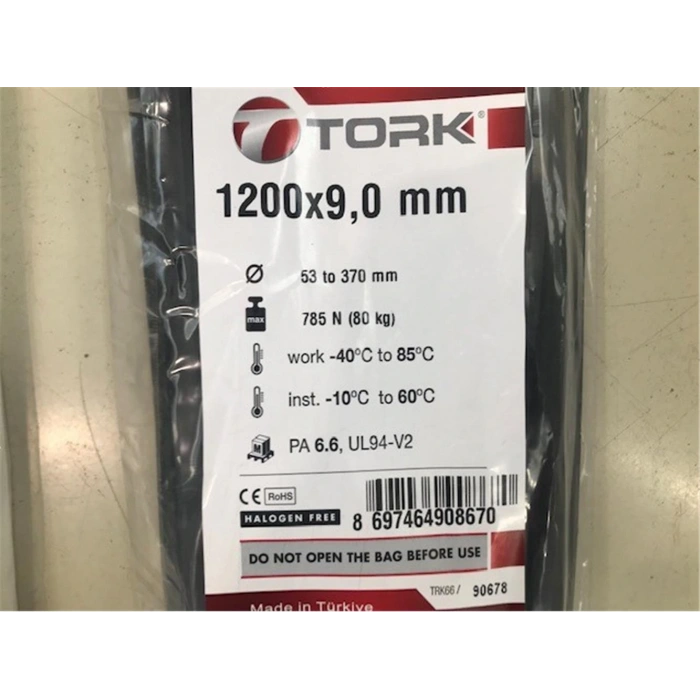 TORK®
1200x9,0 mm
Ø 53 to 370 mm
max 785 N (80 kg)
work -40°C to 85°C
inst. -10°C to 60°C
PA 6.6, UL94-V2
CE RoHS
HALOGEN FREE
8 697464908670
DO NOT OPEN THE BAG BEFORE USE
TRK66 / 90678
Made in Türkiye